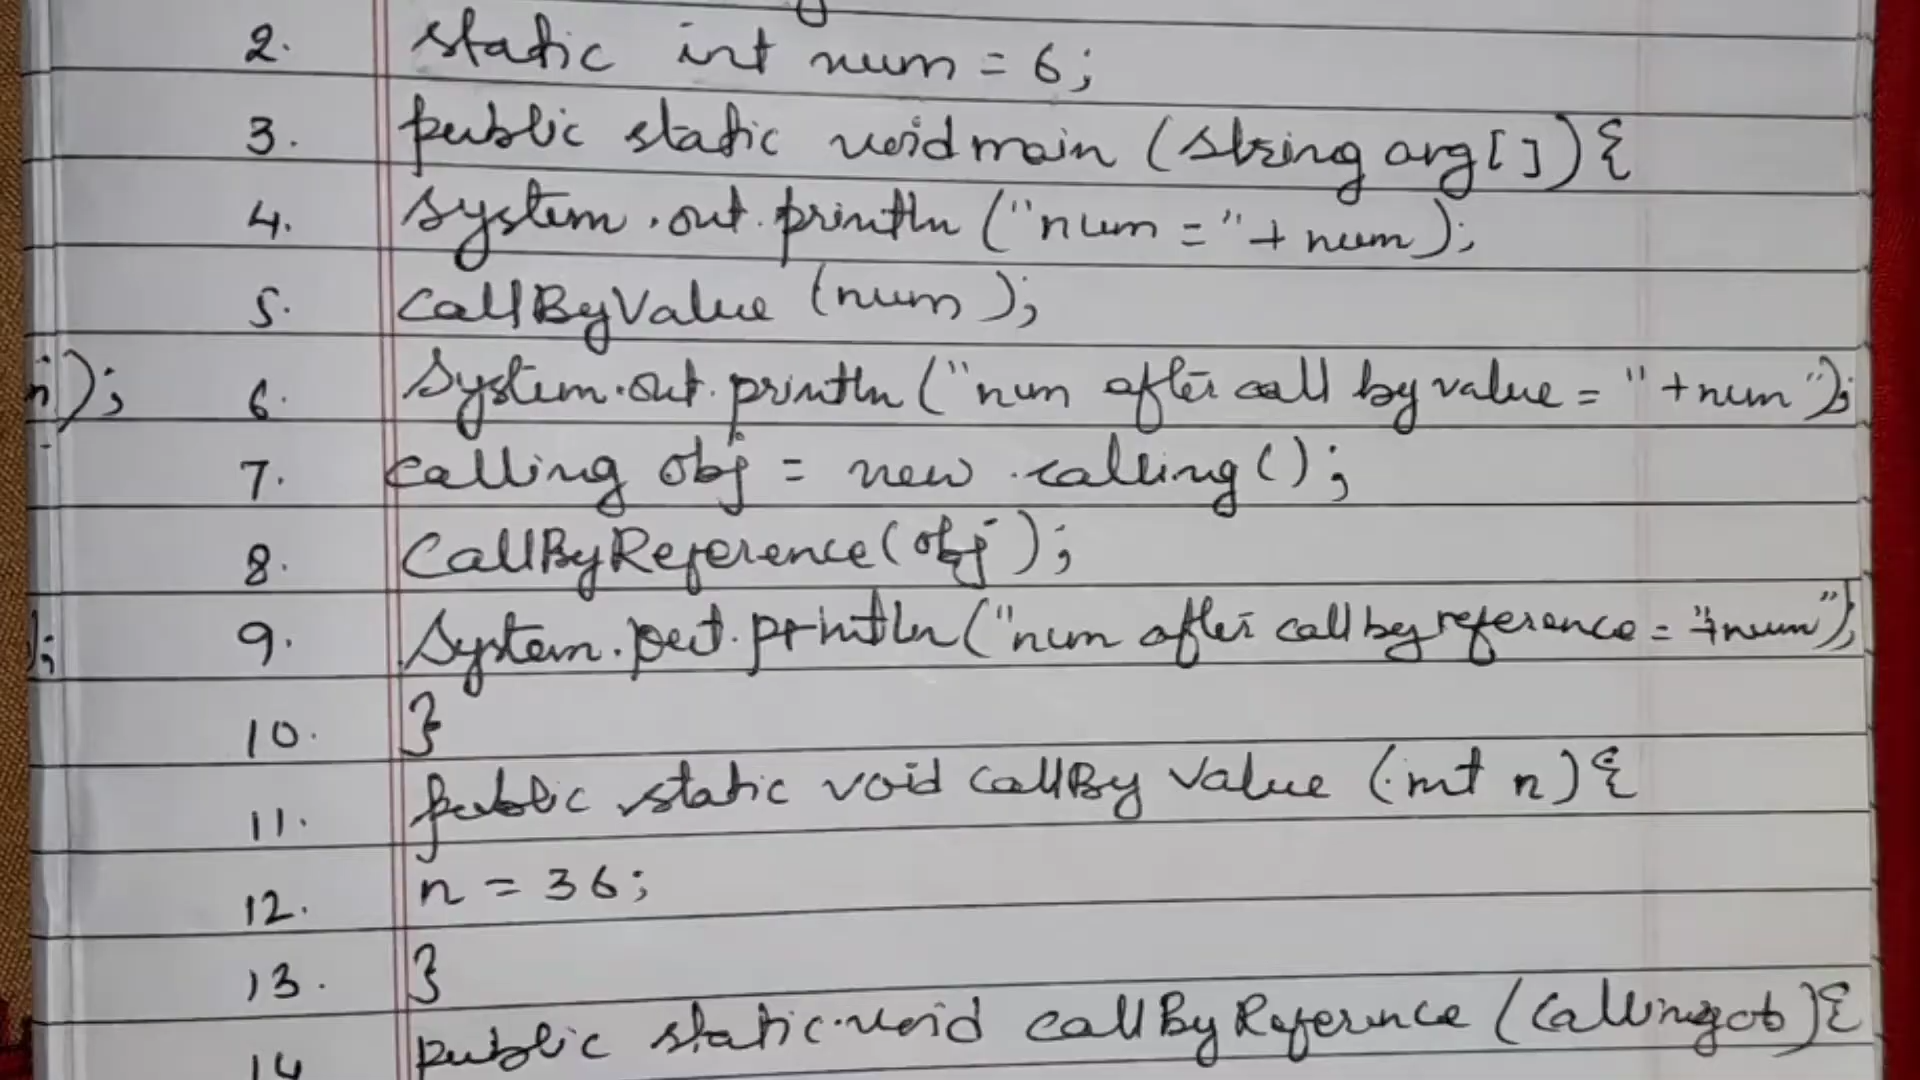 2. static int num = 6;
3. public static void main (string arg[]){
4. system.out.println ("num = "+ num);
5. callByValue (num);
n); 6. System.out.println ("num after call by value = " + num");
7. calling obj = new calling();
8. CallByReference(obj);
); 9. System.out.println ("num after call by reference = "+num");
10. }
11. public static void callBy Value (int n){
12. n = 36;
13. }
14 public static void callByReference (Calling ob){